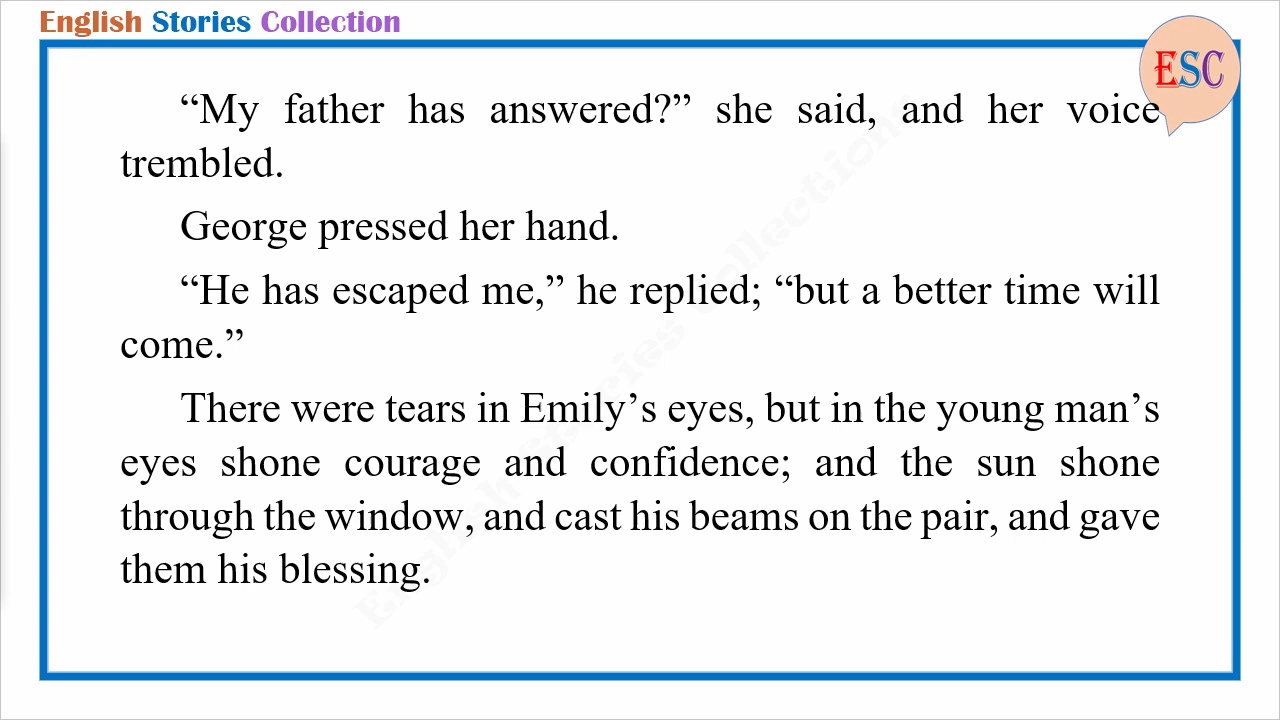 English Stories Collection
ESC
“My father has answered?” she said, and her voice
trembled.
George pressed her hand.
“He has escaped me,” he replied; “but a better time will
come.”
There were tears in Emily’s eyes, but in the young man’s
eyes shone courage and confidence; and the sun shone
through the window, and cast his beams on the pair, and gave
them his blessing.
English Stories Collections